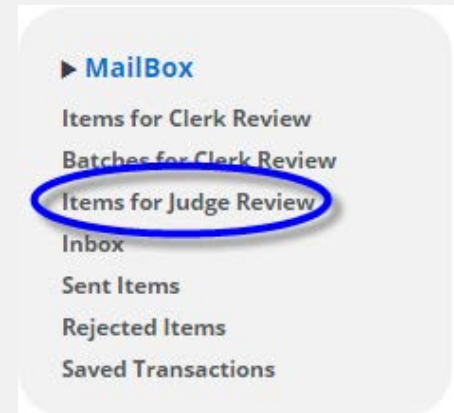 MailBox
Items for Clerk Review
Batches for Clerk Review
Items for Judge Review
Inbox
Sent Items
Rejected Items
Saved Transactions